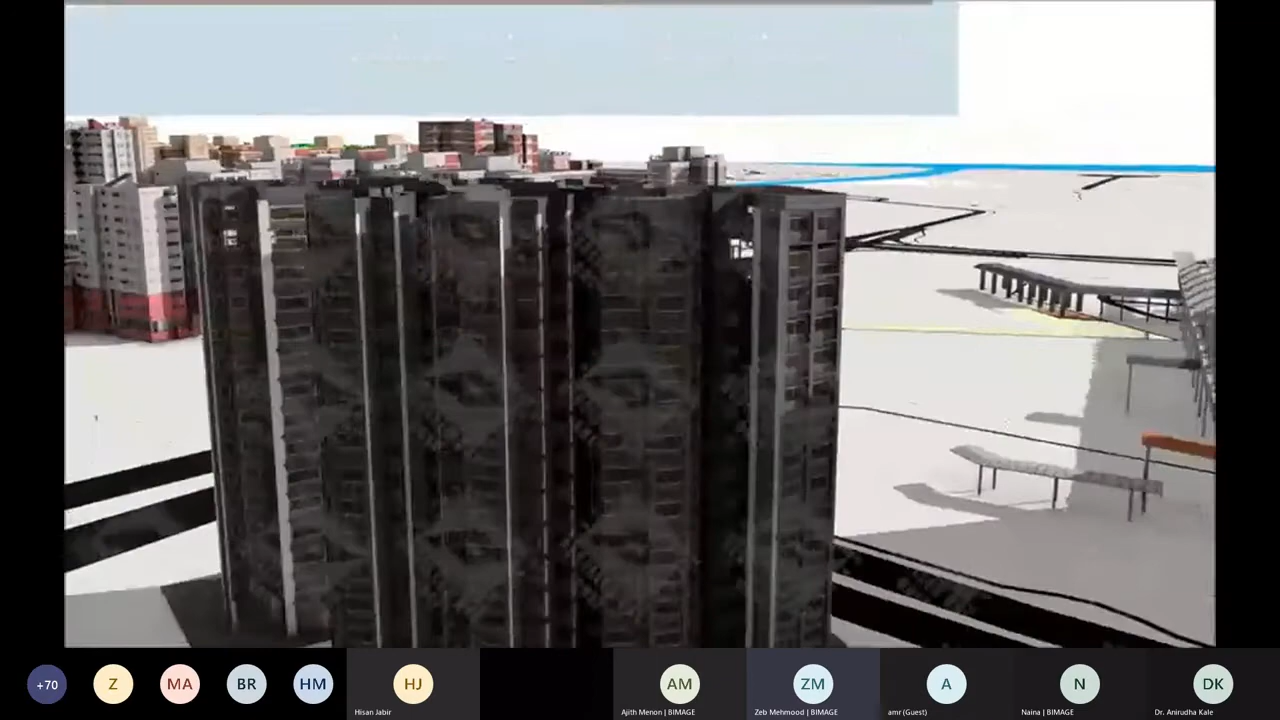 +70
Z
MA
BR
HM
HJ
AM
ZM
A
N
DK
Hisan Jabir
Ajith Menon | BIMAGE
Zeb Mehmood | BIMAGE
amr (Guest)
Naina | BIMAGE
Dr. Anirudha Kale